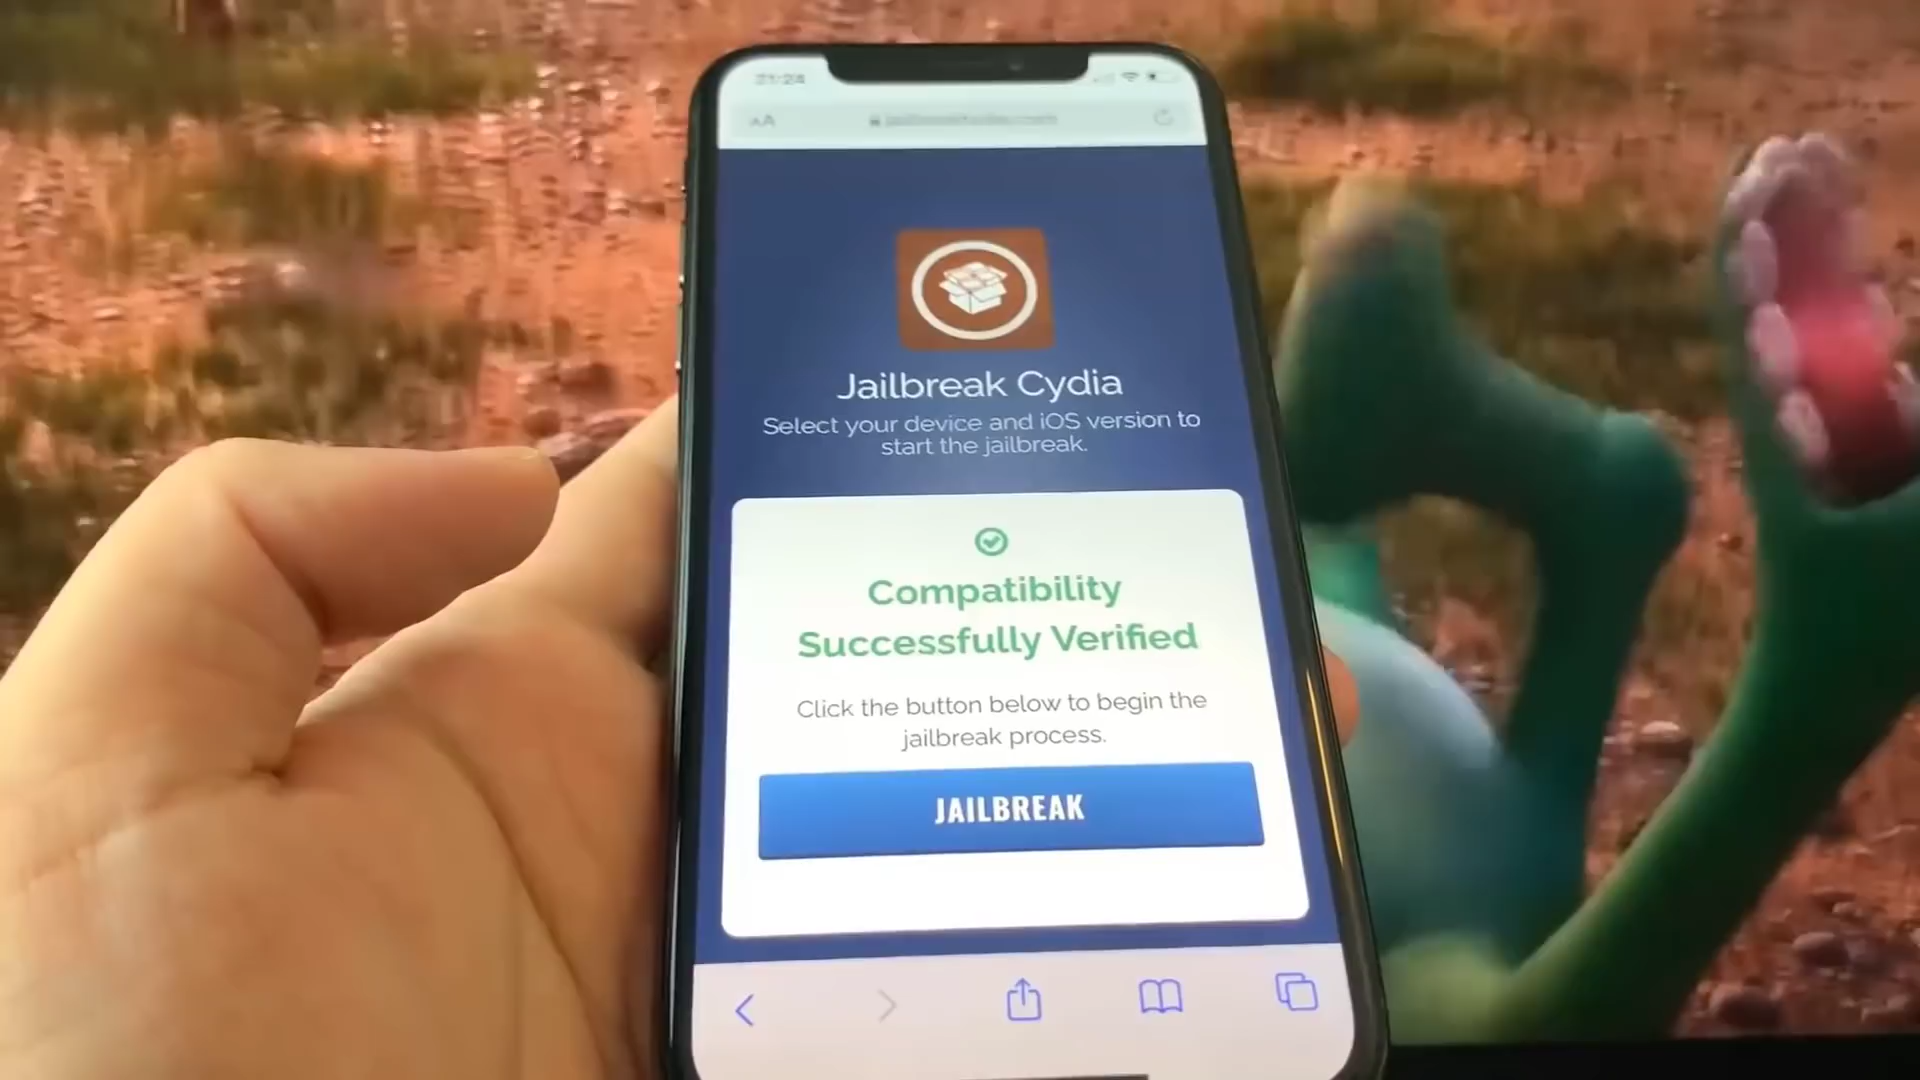 21:24
AA
Jailbreak Cydia
Select your device and iOS version to
start the jailbreak.
Compatibility
Successfully Verified
Click the button below to begin the
jailbreak process.
JAILBREAK